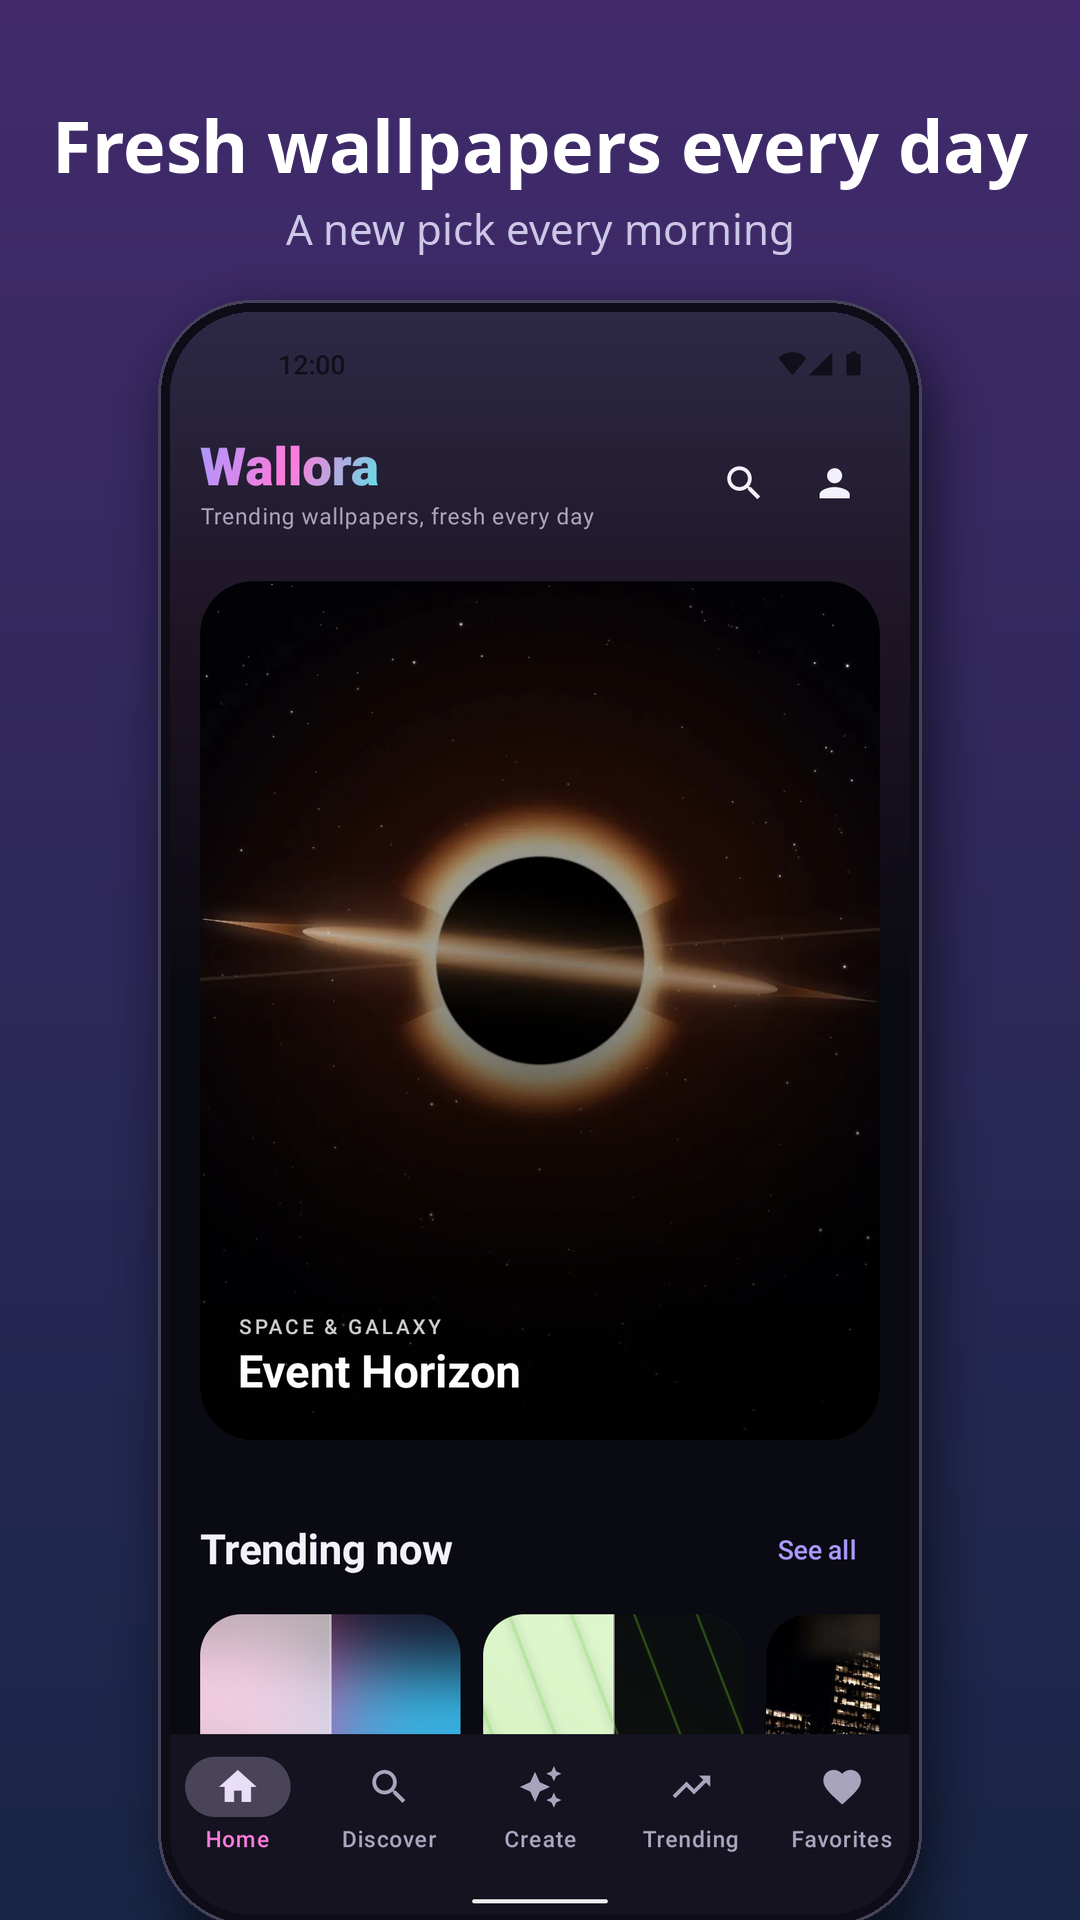 Fresh wallpapers every day
A new pick every morning
12:00
Wallora
Trending wallpapers, fresh every day
SPACE & GALAXY
Event Horizon
Trending now
See all
Home
Discover
Create
Trending
Favorites